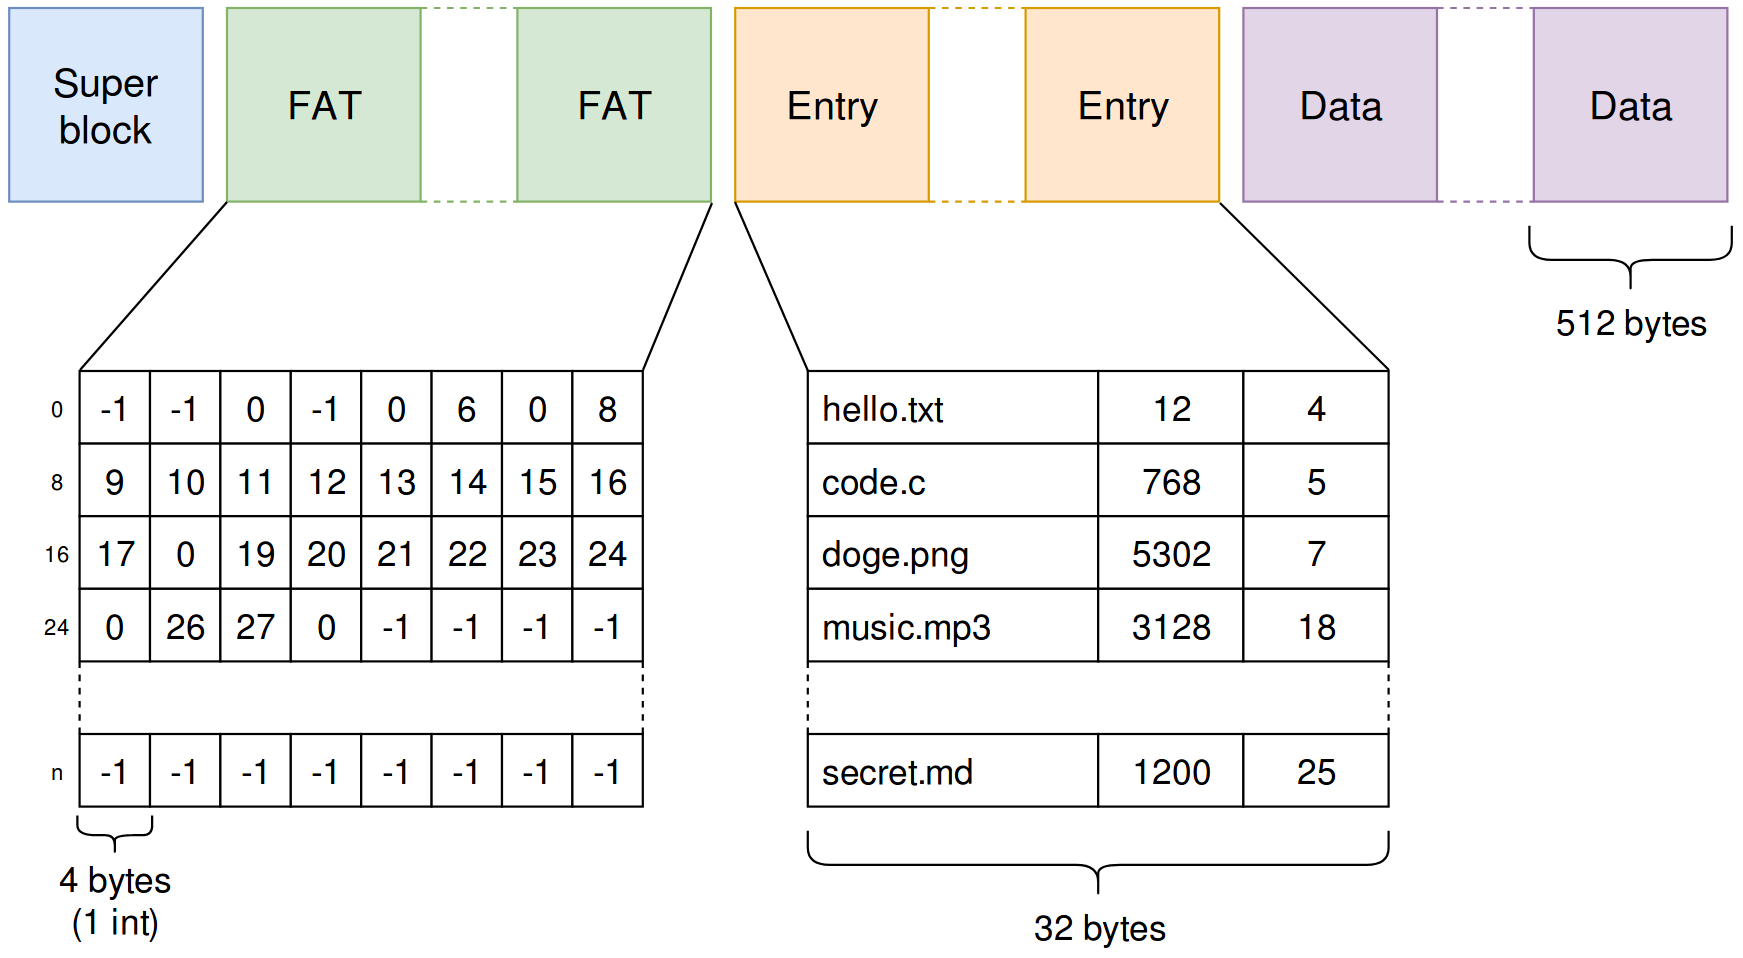 Super
block
FAT
FAT
Entry
Entry
Data
Data
512 bytes
0 -1 -1 0 -1 0 6 0 8
8 9 10 11 12 13 14 15 16
16 17 0 19 20 21 22 23 24
24 0 26 27 0 -1 -1 -1 -1
n -1 -1 -1 -1 -1 -1 -1 -1
4 bytes
(1 int)
hello.txt 12 4
code.c 768 5
doge.png 5302 7
music.mp3 3128 18
secret.md 1200 25
32 bytes